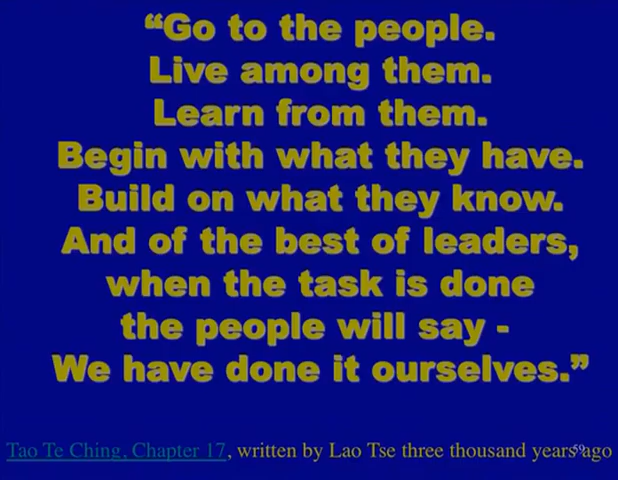 “Go to the people.
Live among them.
Learn from them.
Begin with what they have.
Build on what they know.
And of the best of leaders,
when the task is done
the people will say -
We have done it ourselves.”
Tao Te Ching, Chapter 17, written by Lao Tse three thousand years ago
59